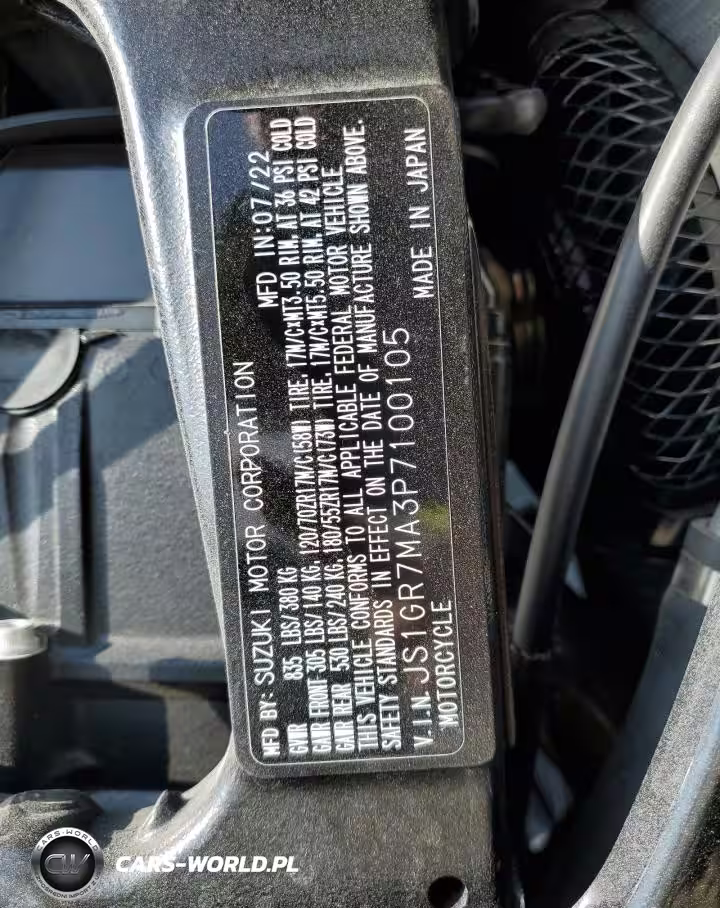 MFD BY: SUZUKI MOTOR CORPORATION MFD IN:07/22
GVWR 835 LBS/380 KG
GAWR FRONT 305 LBS/140 KG, 120/70ZR17M/C(58W) TIRE, 17M/CxMT3.50 RIM, AT 36 PSI COLD
GAWR REAR 530 LBS/240 KG, 180/55ZR17M/C(73W) TIRE, 17M/CxMT5.50 RIM, AT 42 PSI COLD
THIS VEHICLE CONFORMS TO ALL APPLICABLE FEDERAL MOTOR VEHICLE
SAFETY STANDARDS IN EFFECT ON THE DATE OF MANUFACTURE SHOWN ABOVE.
V.I.N. JS1GR7MA3P7100105
MOTORCYCLE MADE IN JAPAN
CARS-WORLD
CW
CARS-WORLD.PL